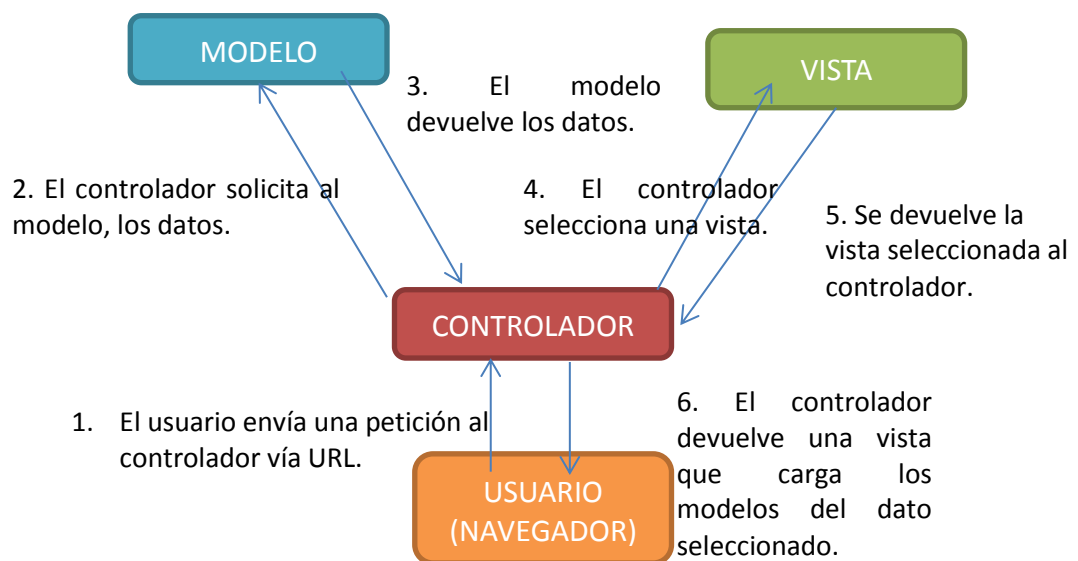 MODELO
VISTA
3. El modelo
devuelve los datos.
2. El controlador solicita al
modelo, los datos.
4. El controlador
selecciona una vista.
5. Se devuelve la
vista seleccionada al
controlador.
CONTROLADOR
1. El usuario envía una petición al
controlador vía URL.
6. El controlador
devuelve una vista
que carga los
modelos del dato
seleccionado.
USUARIO
(NAVEGADOR)